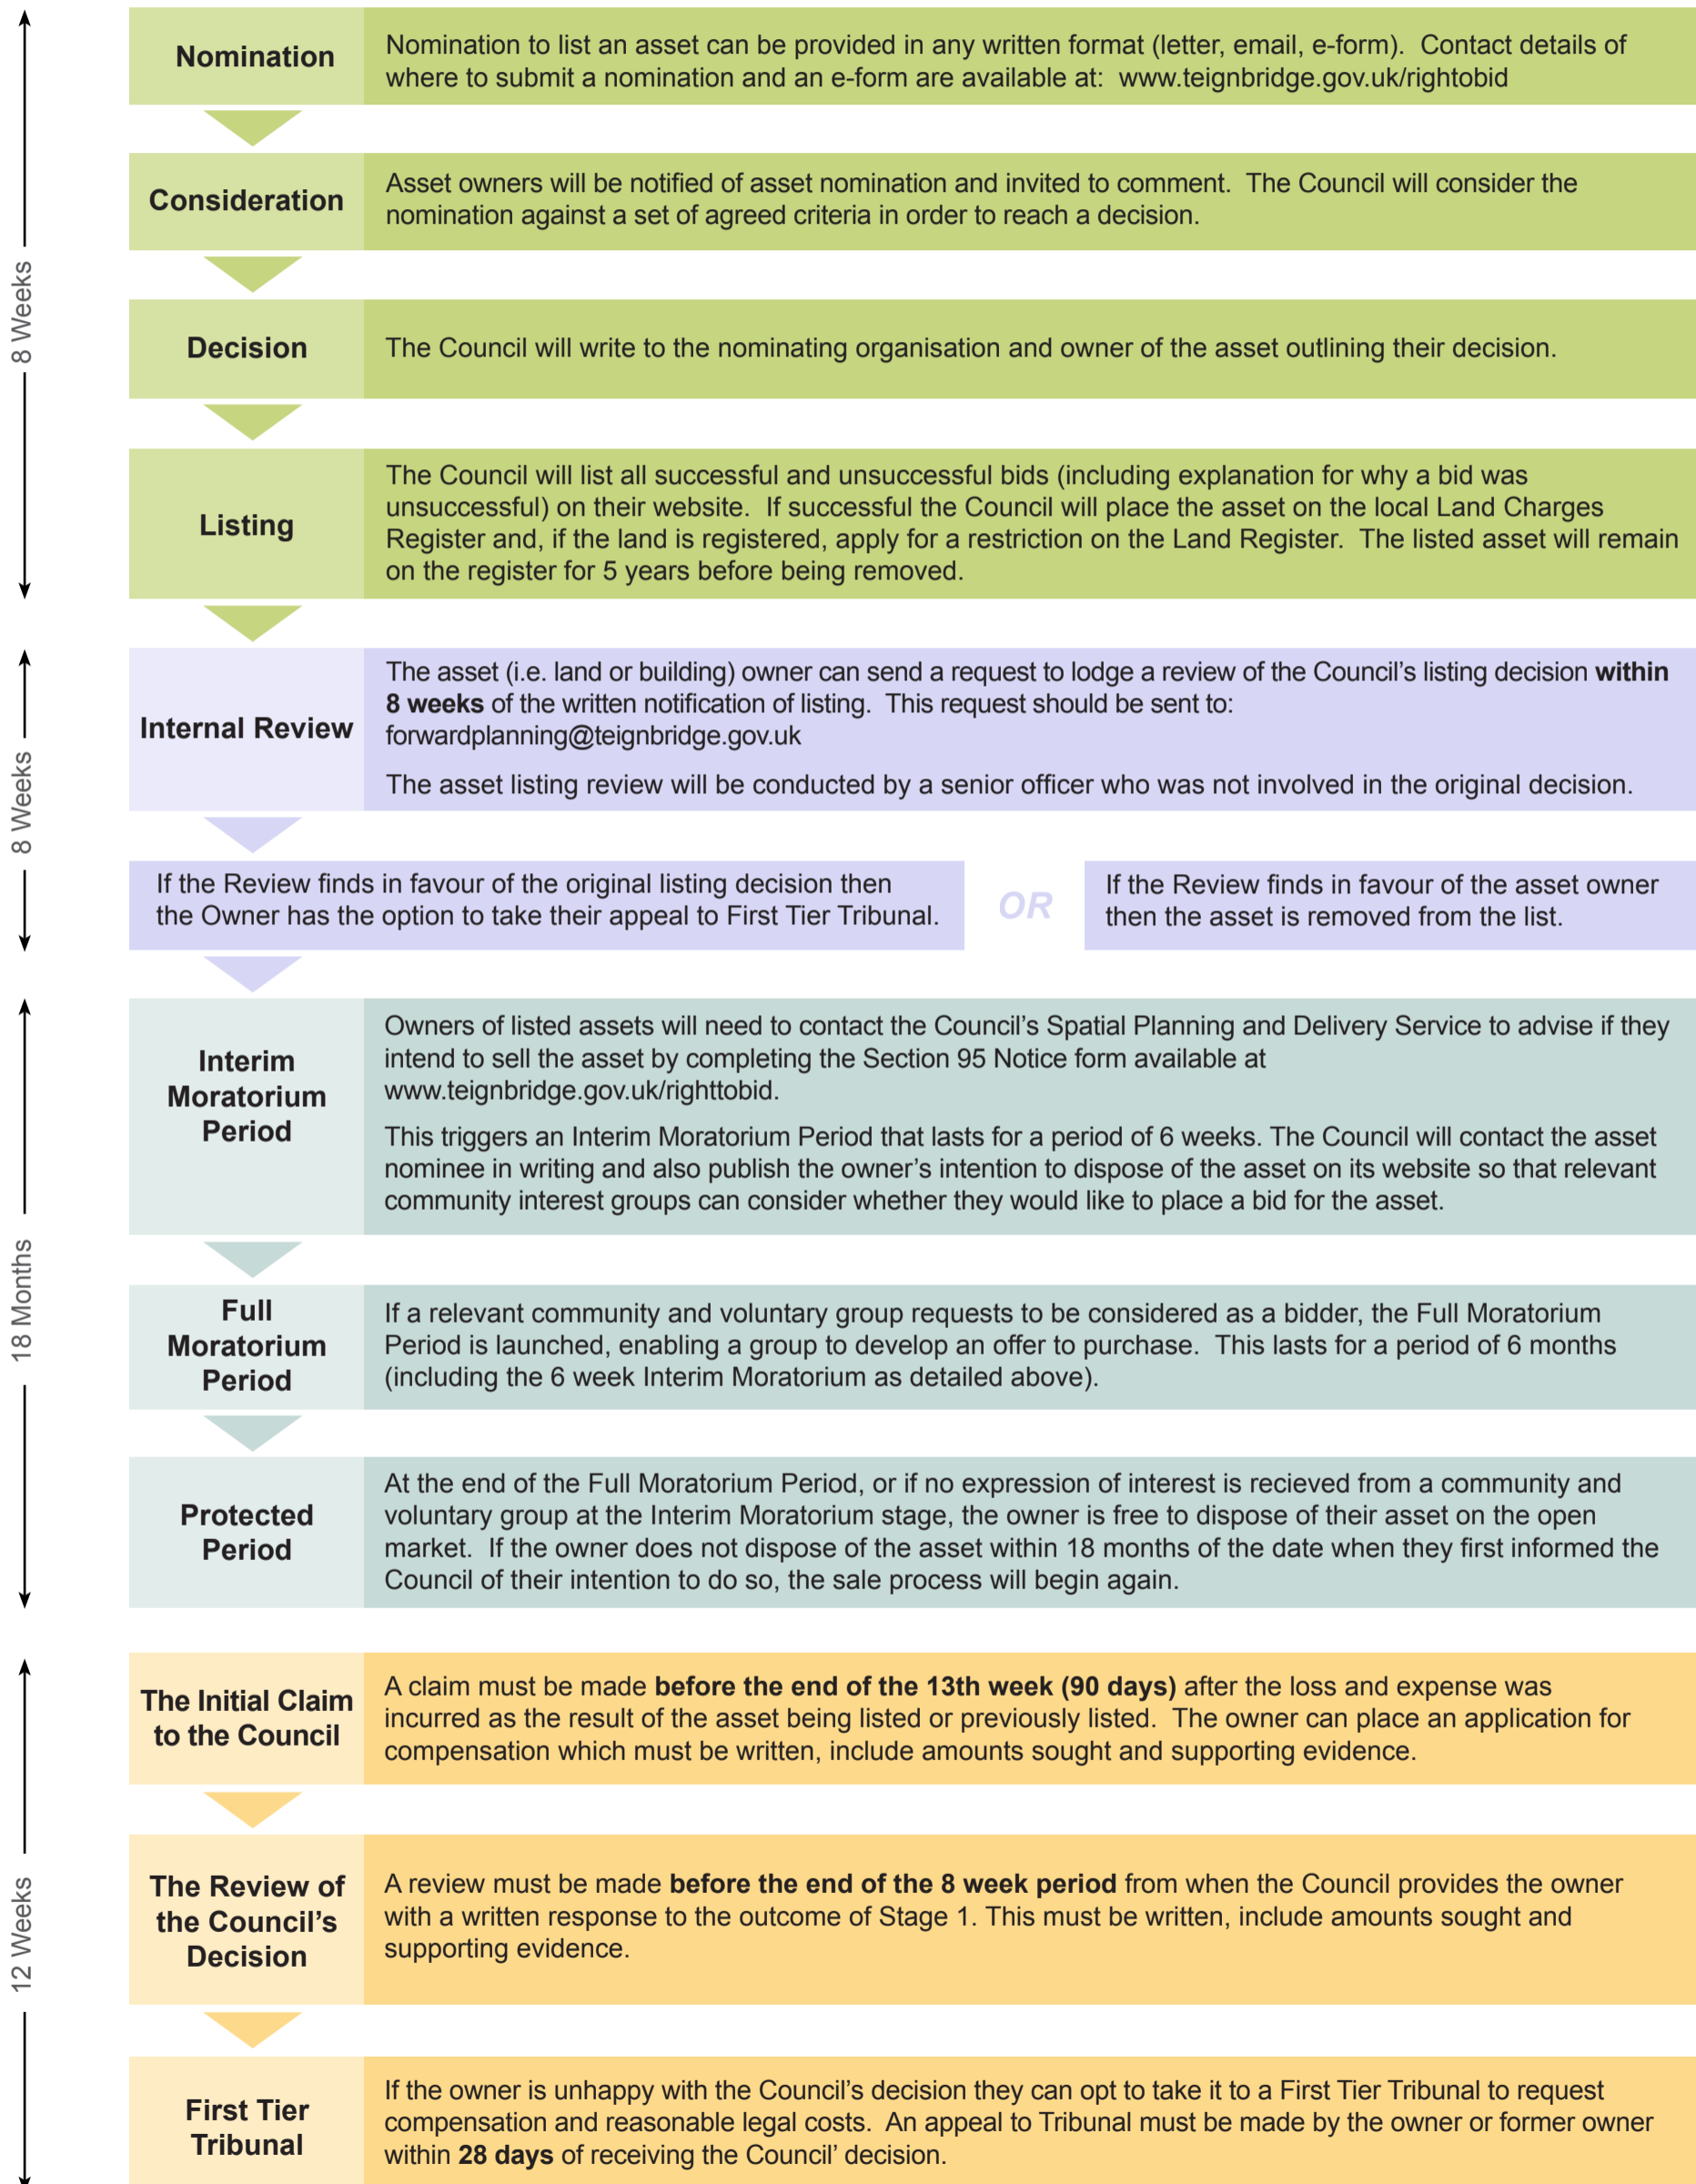 Nomination
Nomination to list an asset can be provided in any written format (letter, email, e-form).  Contact details of
where to submit a nomination and an e-form are available at:  www.teignbridge.gov.uk/rightobid
Consideration
Asset owners will be notified of asset nomination and invited to comment.  The Council will consider the
nomination against a set of agreed criteria in order to reach a decision.
8 Weeks
Decision
The Council will write to the nominating organisation and owner of the asset outlining their decision.
Listing
The Council will list all successful and unsuccessful bids (including explanation for why a bid was
unsuccessful) on their website.  If successful the Council will place the asset on the local Land Charges
Register and, if the land is registered, apply for a restriction on the Land Register.  The listed asset will remain
on the register for 5 years before being removed.
8 Weeks
Internal Review
The asset (i.e. land or building) owner can send a request to lodge a review of the Council's listing decision within
8 weeks of the written notification of listing.  This request should be sent to:
forwardplanning@teignbridge.gov.uk
The asset listing review will be conducted by a senior officer who was not involved in the original decision.
If the Review finds in favour of the original listing decision then
the Owner has the option to take their appeal to First Tier Tribunal.
OR
If the Review finds in favour of the asset owner
then the asset is removed from the list.
18 Months
Interim
Moratorium
Period
Owners of listed assets will need to contact the Council's Spatial Planning and Delivery Service to advise if they
intend to sell the asset by completing the Section 95 Notice form available at
www.teignbridge.gov.uk/righttobid.
This triggers an Interim Moratorium Period that lasts for a period of 6 weeks. The Council will contact the asset
nominee in writing and also publish the owner's intention to dispose of the asset on its website so that relevant
community interest groups can consider whether they would like to place a bid for the asset.
Full
Moratorium
Period
If a relevant community and voluntary group requests to be considered as a bidder, the Full Moratorium
Period is launched, enabling a group to develop an offer to purchase.  This lasts for a period of 6 months
(including the 6 week Interim Moratorium as detailed above).
Protected
Period
At the end of the Full Moratorium Period, or if no expression of interest is recieved from a community and
voluntary group at the Interim Moratorium stage, the owner is free to dispose of their asset on the open
market.  If the owner does not dispose of the asset within 18 months of the date when they first informed the
Council of their intention to do so, the sale process will begin again.
12 Weeks
The Initial Claim
to the Council
A claim must be made before the end of the 13th week (90 days) after the loss and expense was
incurred as the result of the asset being listed or previously listed.  The owner can place an application for
compensation which must be written, include amounts sought and supporting evidence.
The Review of
the Council's
Decision
A review must be made before the end of the 8 week period from when the Council provides the owner
with a written response to the outcome of Stage 1. This must be written, include amounts sought and
supporting evidence.
First Tier
Tribunal
If the owner is unhappy with the Council's decision they can opt to take it to a First Tier Tribunal to request
compensation and reasonable legal costs.  An appeal to Tribunal must be made by the owner or former owner
within 28 days of receiving the Council' decision.